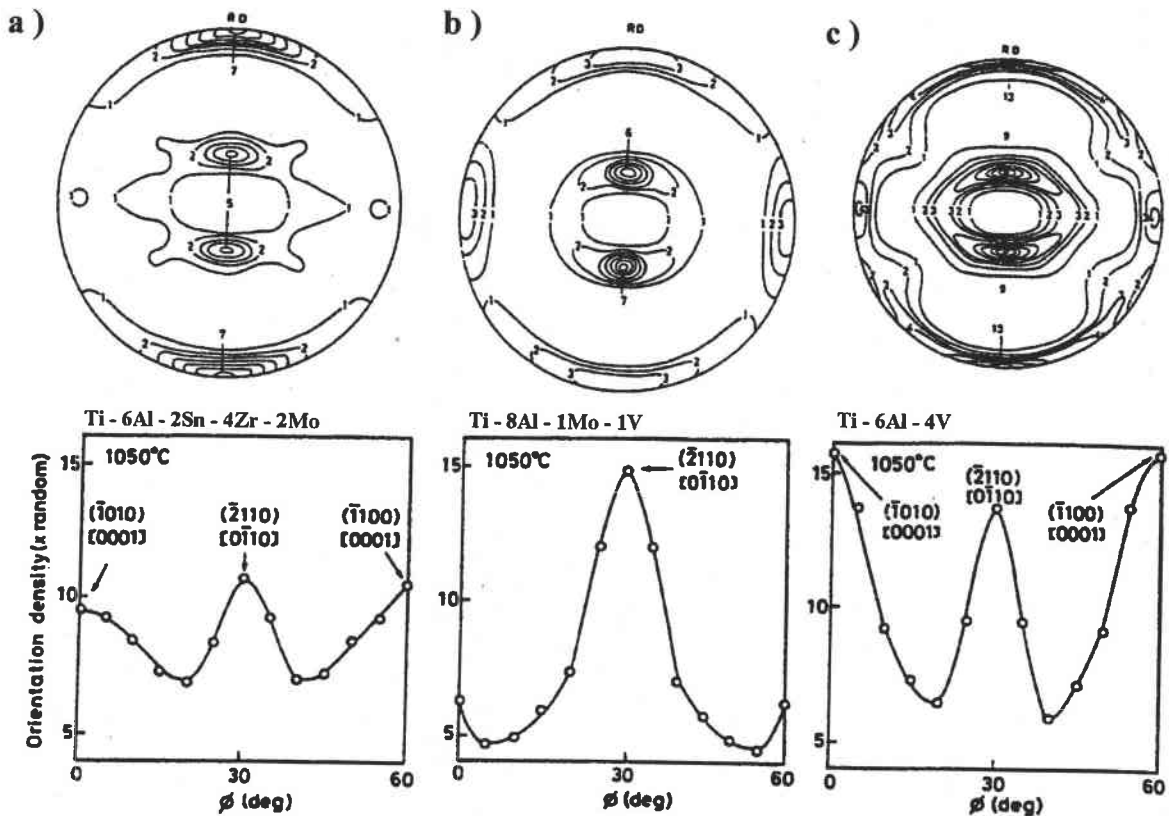 a )
b )
c )
RD
RD
RD
7
5
7
6
7
13
9
9
13
Ti - 6Al - 2Sn - 4Zr - 2Mo
1050°C
(1̄010)
[0001]
(2̄110)
[01̄10]
(1̄100)
[0001]
Orientation density (x random)
15
10
5
0
30
60
ø (deg)
Ti - 8Al - 1Mo - 1V
1050°C
(2̄110)
[01̄10]
15
10
5
0
30
60
ø (deg)
Ti - 6Al - 4V
1050°C
(1̄010)
[0001]
(2̄110)
[01̄10]
(1̄100)
[0001]
15
10
5
0
30
60
ø (deg)